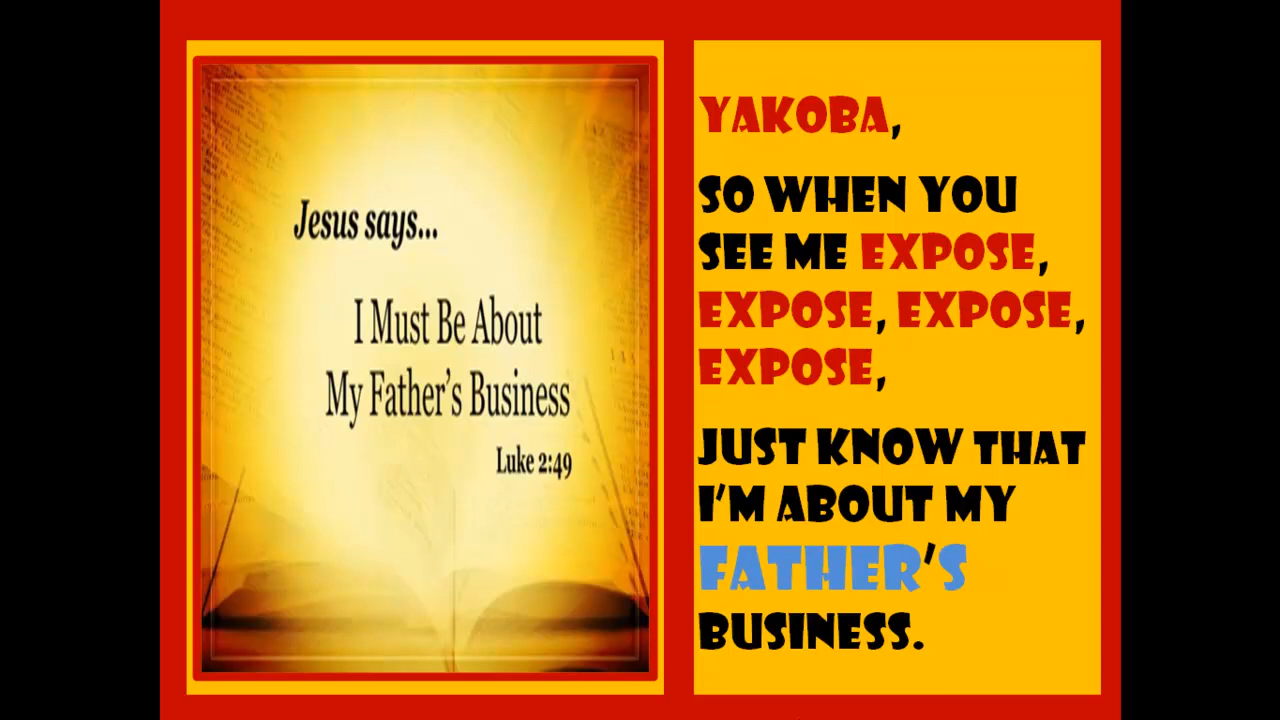 Jesus says...
I Must Be About
My Father's Business
Luke 2:49
YAKOBA,
SO WHEN YOU
SEE ME EXPOSE,
EXPOSE, EXPOSE,
EXPOSE,
JUST KNOW THAT
I'M ABOUT MY
FATHER'S
BUSINESS.